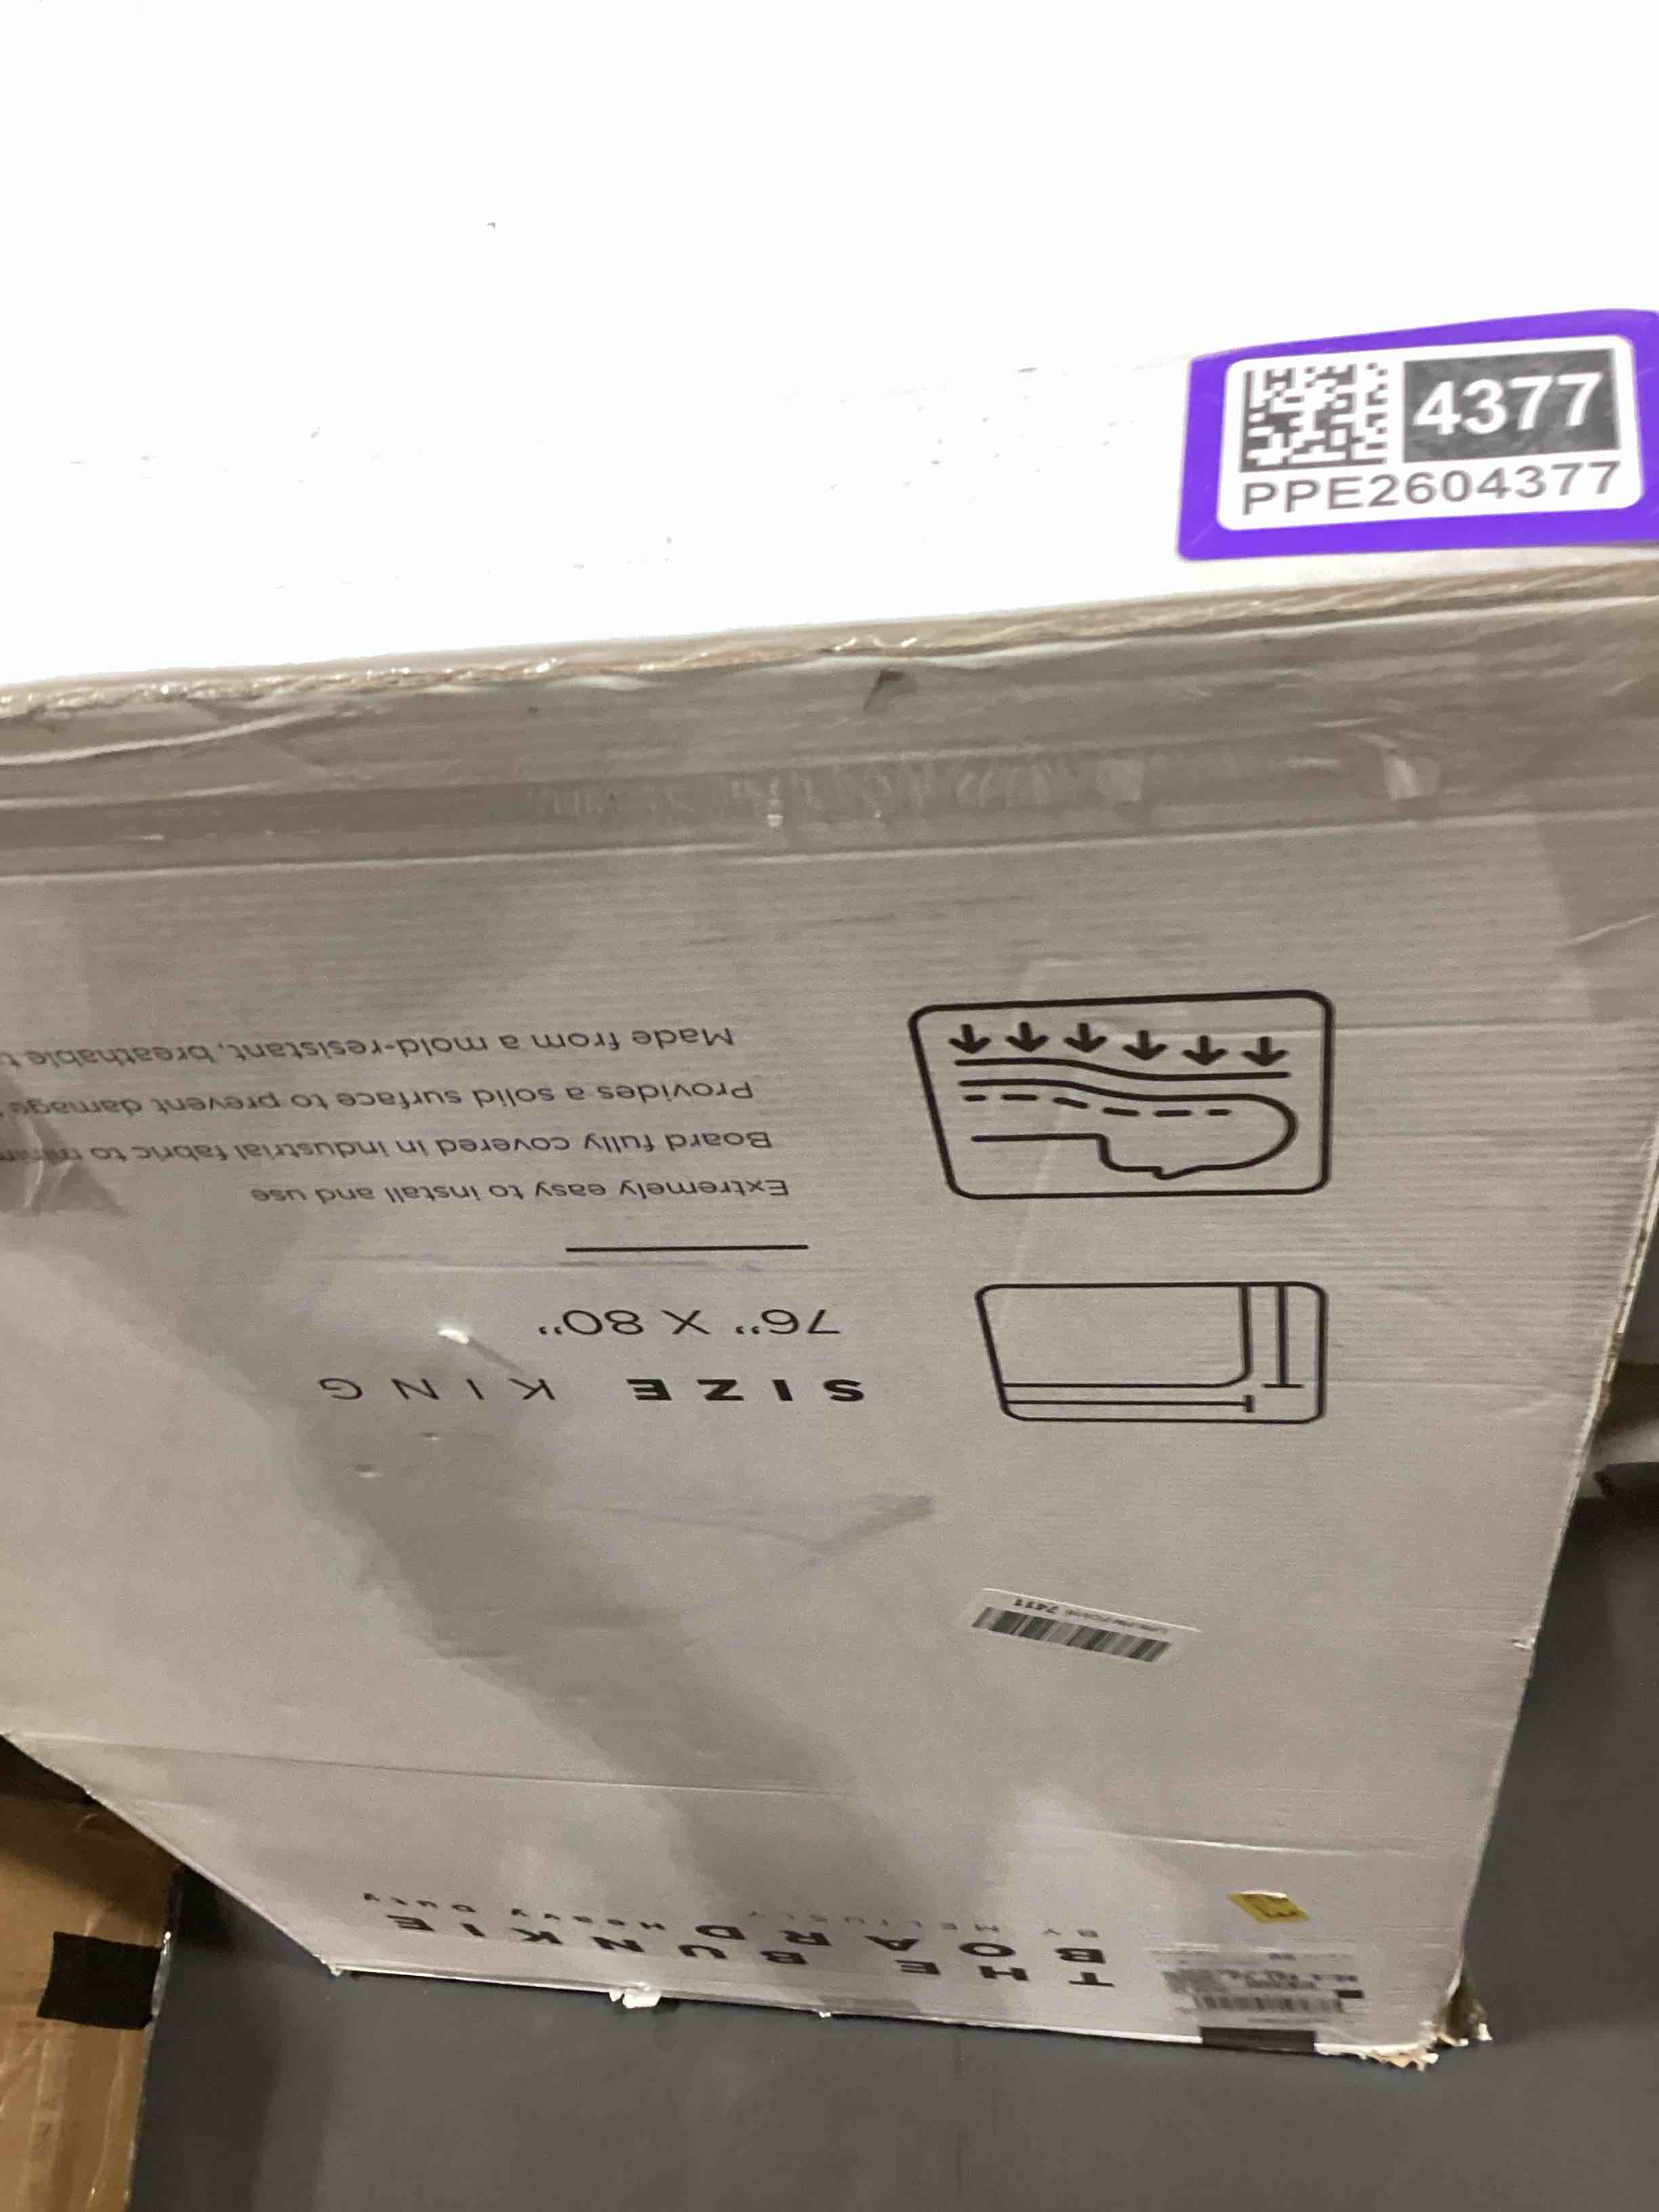 4377
PPE2604377
THE BUNKIE
BOARD Heavy Duty
BY
SIZE KING
76" X 80"
Extremely easy to install and use
Board fully covered in industrial fabric to
Provides a solid surface to prevent damage
Made from a mold-resistant, breathable
7411